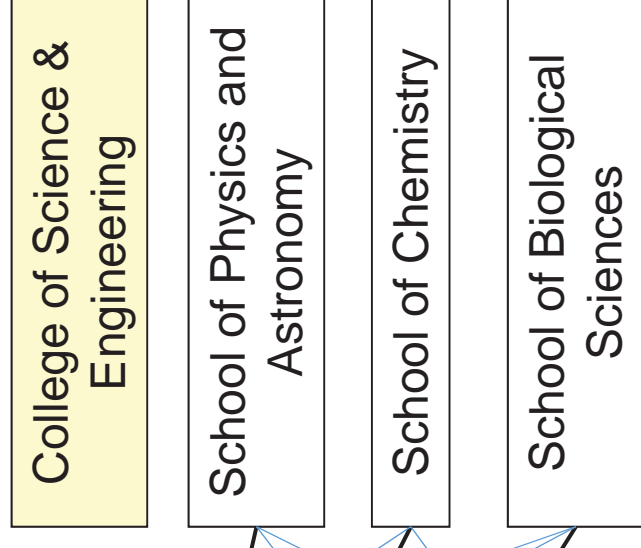 College of Science &
Engineering
School of Physics and
Astronomy
School of Chemistry
School of Biological
Sciences